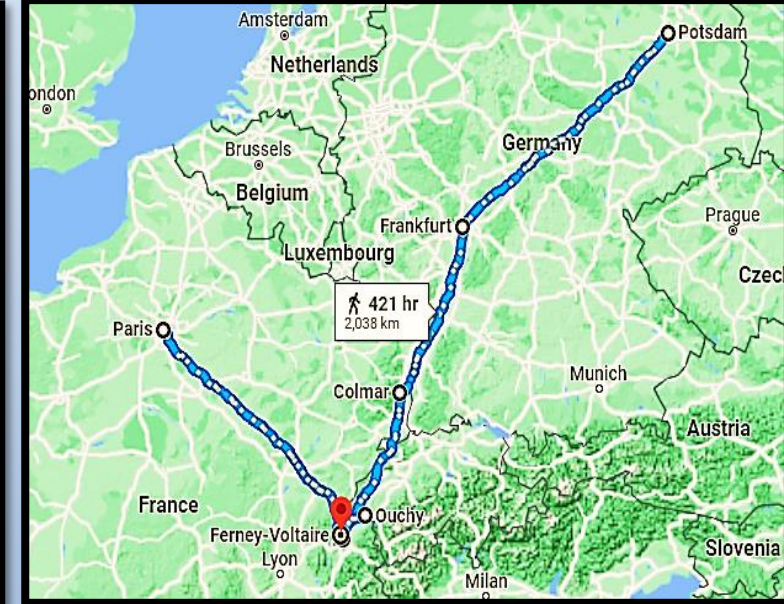 Amsterdam
Netherlands
Potsdam
ondon
Germany
Brussels
Belgium
Prague
Frankfurt
Luxembourg
Czec
421 hr
2,038 km
Paris
Munich
Colmar
Austria
France
Ouchy
Ferney-Voltaire
Lyon
Slovenia
Milan